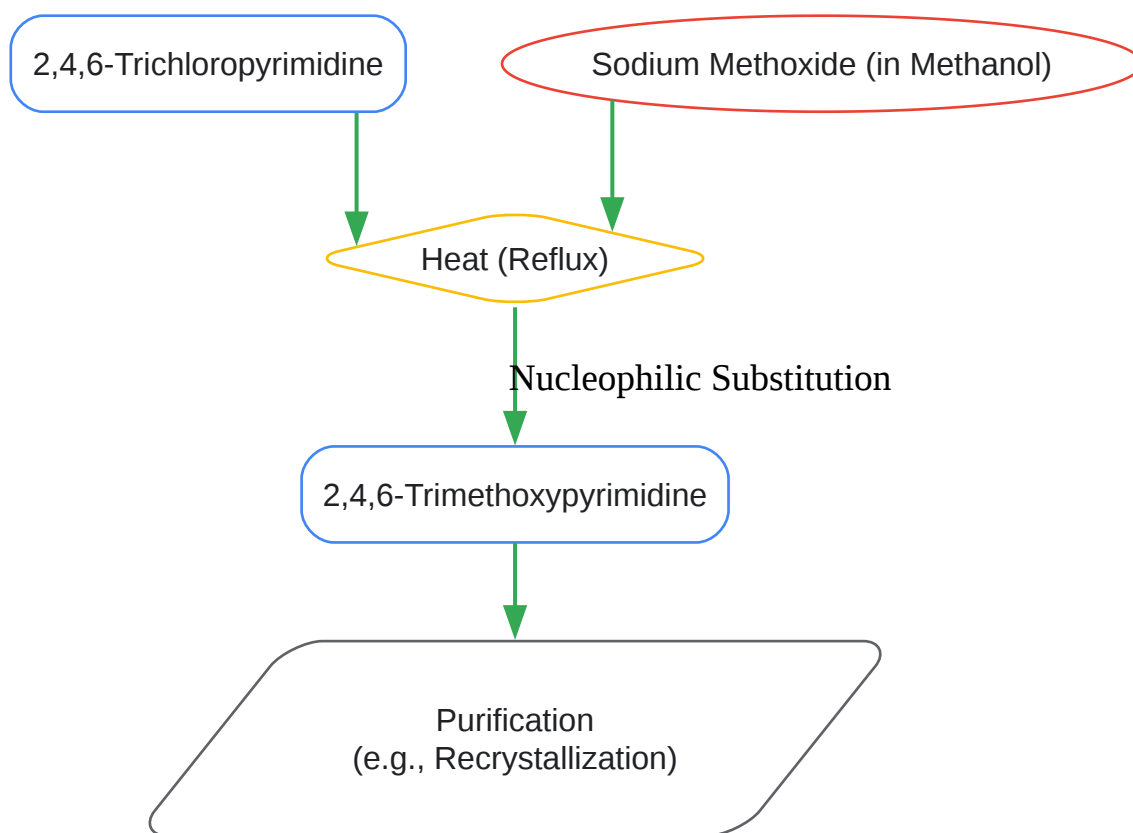 2,4,6-Trichloropyrimidine
Sodium Methoxide (in Methanol)
Heat (Reflux)
Nucleophilic Substitution
2,4,6-Trimethoxypyrimidine
Purification
(e.g., Recrystallization)